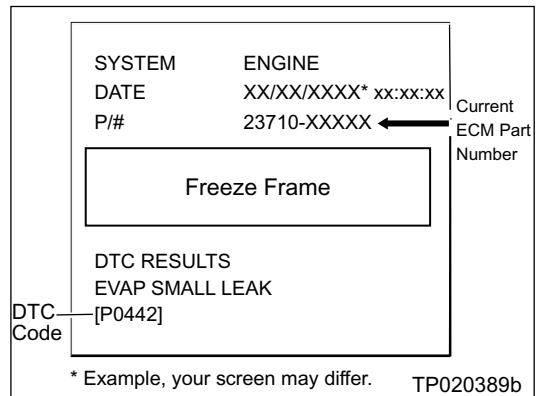 SYSTEM ENGINE
DATE XX/XX/XXXX* xx:xx:xx
P/# 23710-XXXXX
Current
ECM Part
Number
Freeze Frame
DTC RESULTS
EVAP SMALL LEAK
[P0442]
DTC
Code
* Example, your screen may differ.
TP020389b